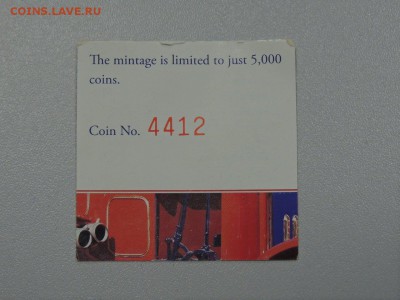 COINS.LAVE.RU
The mintage is limited to just 5,000
coins.
Coin No. 4412